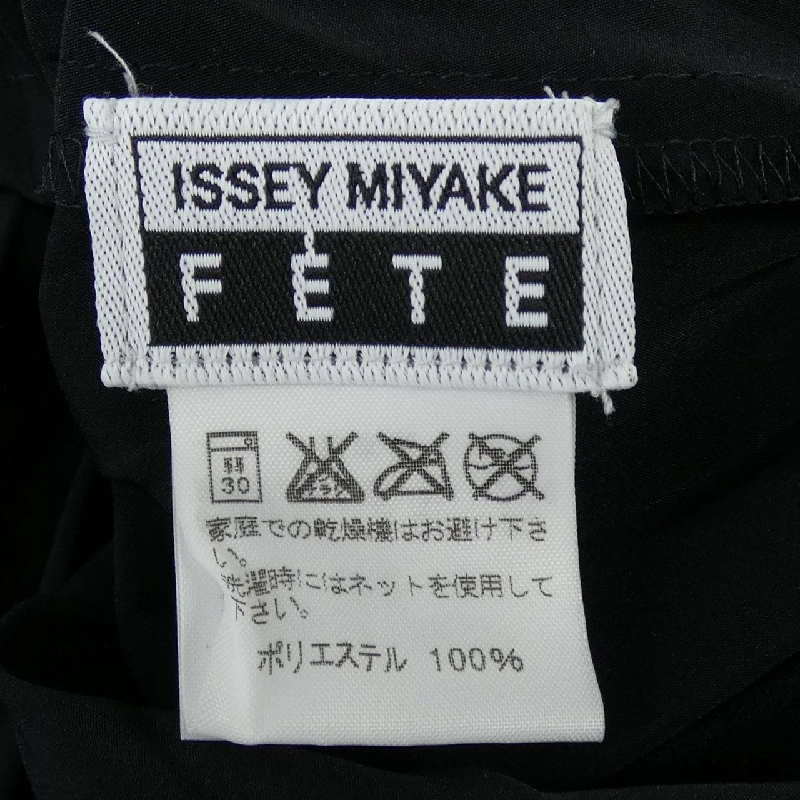 ISSEY MIYAKE
FÉTE
弱
30
家庭での乾燥機はお避け下さ
い。
洗濯時にはネットを使用して
下さい。
ポリエステル 100%